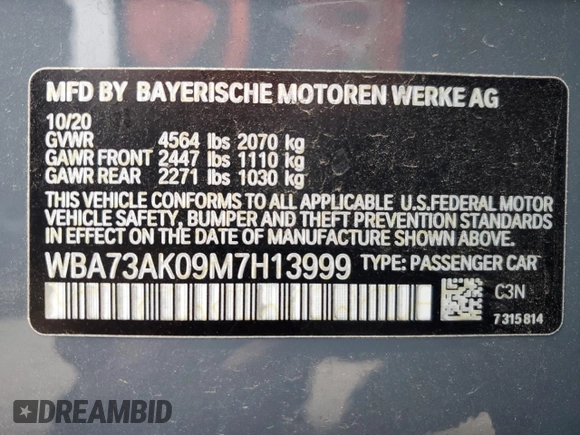 MFD BY BAYERISCHE MOTOREN WERKE AG
10/20
GVWR 4564 lbs 2070 kg
GAWR FRONT 2447 lbs 1110 kg
GAWR REAR 2271 lbs 1030 kg
THIS VEHICLE CONFORMS TO ALL APPLICABLE U.S.FEDERAL MOTOR
VEHICLE SAFETY, BUMPER AND THEFT PREVENTION STANDARDS
IN EFFECT ON THE DATE OF MANUFACTURE SHOWN ABOVE.
WBA73AK09M7H13999 TYPE: PASSENGER CAR
C3N
7315814
DREAMBID